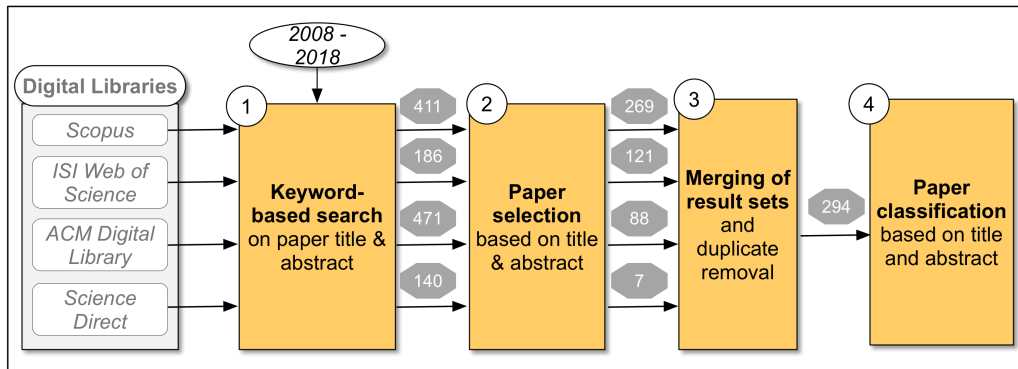 2008 -
2018
Digital Libraries
Scopus
ISI Web of
Science
ACM Digital
Library
Science
Direct
1
Keyword-
based search
on paper title &
abstract
411
186
471
140
2
Paper
selection
based on title
& abstract
269
121
88
7
3
Merging of
result sets
and
duplicate
removal
294
4
Paper
classification
based on title
and abstract